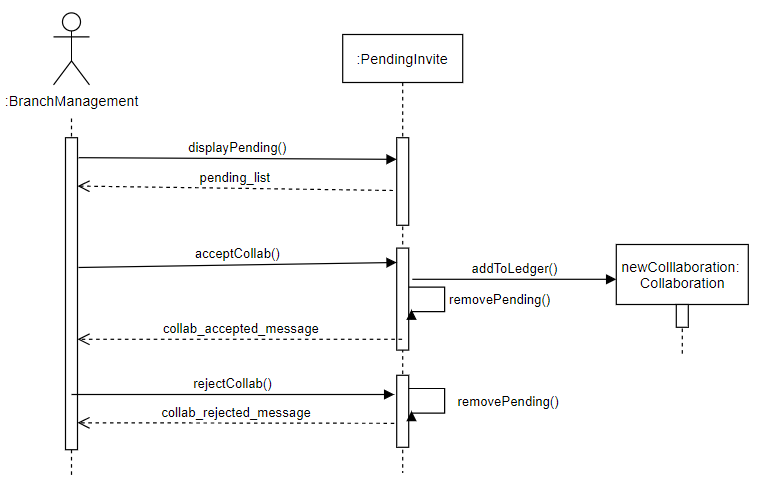 :PendingInvite
:BranchManagement
displayPending()
pending_list
acceptCollab()
addToLedger()
newColllaboration:
Collaboration
removePending()
collab_accepted_message
rejectCollab()
removePending()
collab_rejected_message